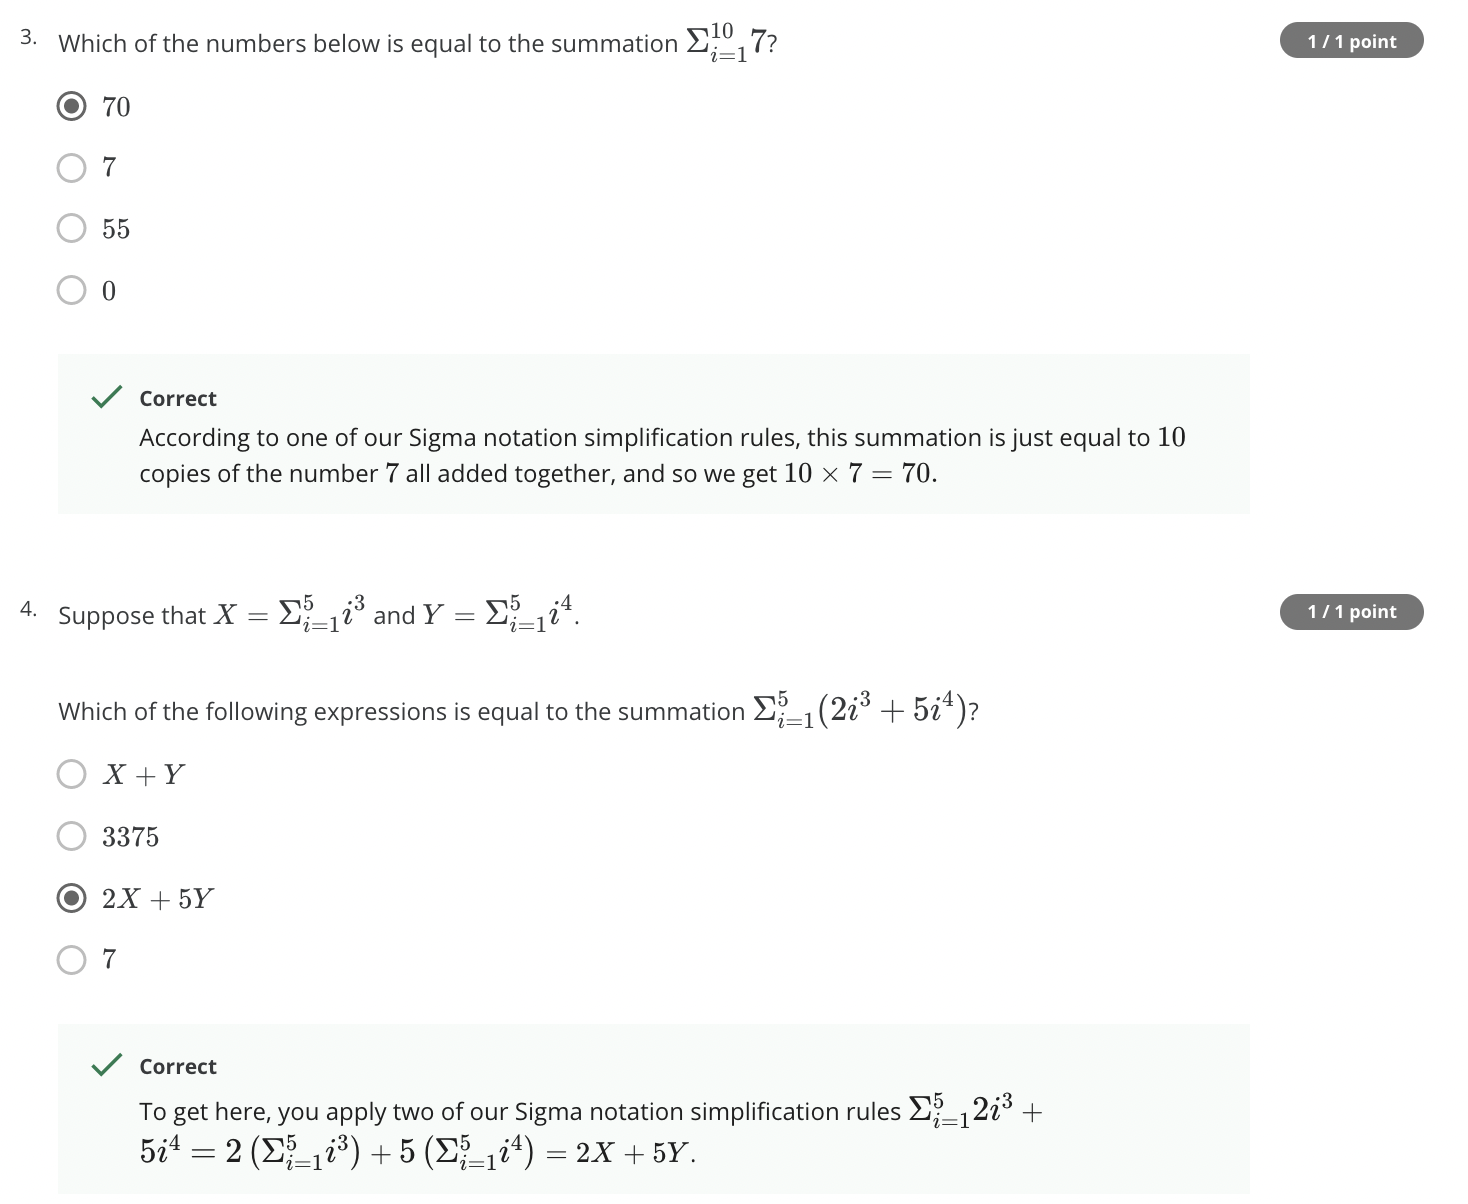 3. Which of the numbers below is equal to the summation $\Sigma_{i=1}^{10} 7$? 1 / 1 point
70
7
55
0
Correct
According to one of our Sigma notation simplification rules, this summation is just equal to 10
copies of the number 7 all added together, and so we get $10 \times 7 = 70$.
4. Suppose that $X = \Sigma_{i=1}^{5} i^3$ and $Y = \Sigma_{i=1}^{5} i^4$. 1 / 1 point
Which of the following expressions is equal to the summation $\Sigma_{i=1}^{5} (2i^3 + 5i^4)$?
$X + Y$
3375
$2X + 5Y$
7
Correct
To get here, you apply two of our Sigma notation simplification rules $\Sigma_{i=1}^{5} 2i^3 +$
$5i^4 = 2 (\Sigma_{i=1}^{5} i^3) + 5 (\Sigma_{i=1}^{5} i^4) = 2X + 5Y$.